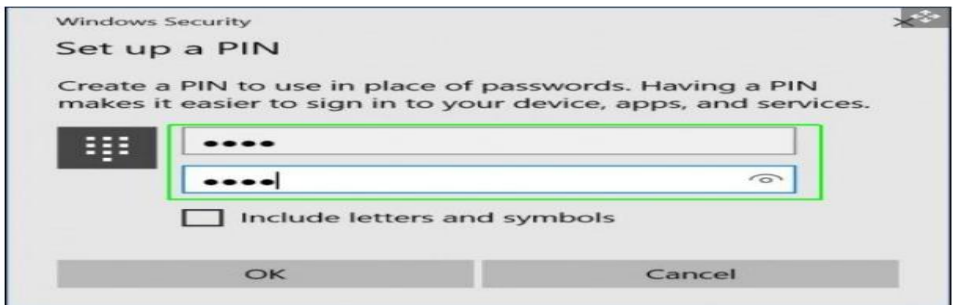 Windows Security
Set up a PIN
Create a PIN to use in place of passwords. Having a PIN
makes it easier to sign in to your device, apps, and services.
••••
••••
Include letters and symbols
OK
Cancel